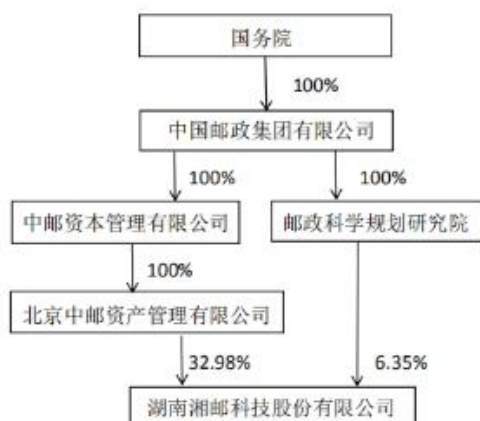 国务院
100%
中国邮政集团有限公司
100%
100%
中邮资本管理有限公司
邮政科学规划研究院
100%
北京中邮资产管理有限公司
32.98%
6.35%
湖南湘邮科技股份有限公司